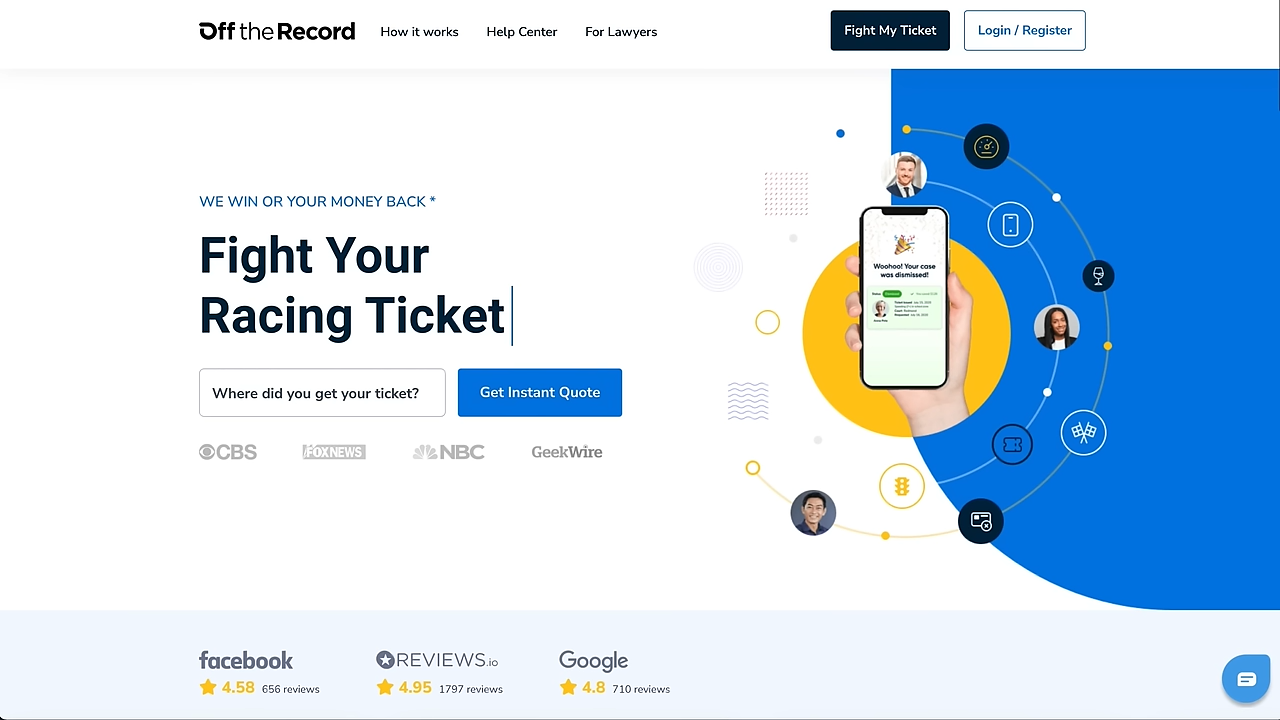 Off the Record
How it works
Help Center
For Lawyers
Fight My Ticket
Login / Register
WE WIN OR YOUR MONEY BACK *
Fight Your
Racing Ticket
Where did you get your ticket?
Get Instant Quote
CBS
FOX NEWS
NBC
GeekWire
Woohoo! Your case
was dismissed!
facebook
4.58 656 reviews
REVIEWS.io
4.95 1797 reviews
Google
4.8 710 reviews